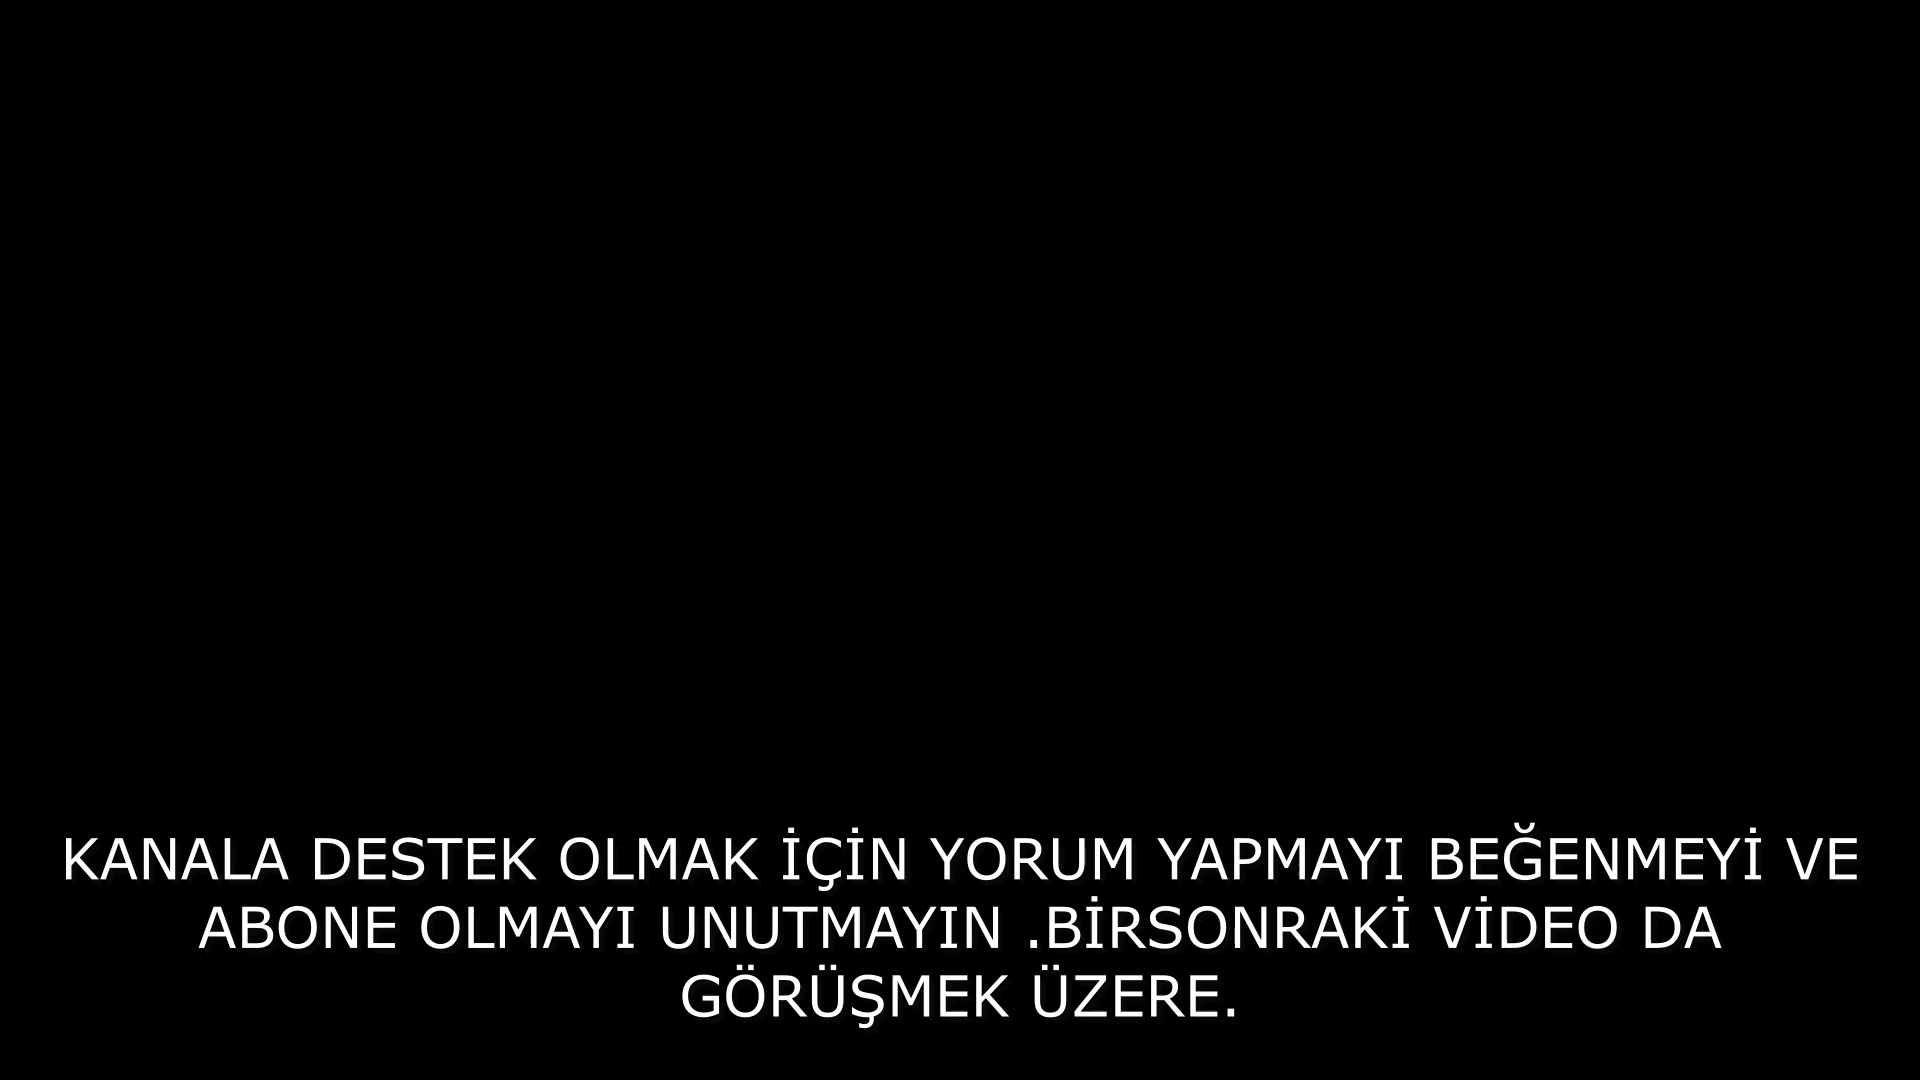 KANALA DESTEK OLMAK İÇİN YORUM YAPMAYI BEĞENMEYİ VE
ABONE OLMAYI UNUTMAYIN .BİRSONRAKİ VİDEO DA
GÖRÜŞMEK ÜZERE.